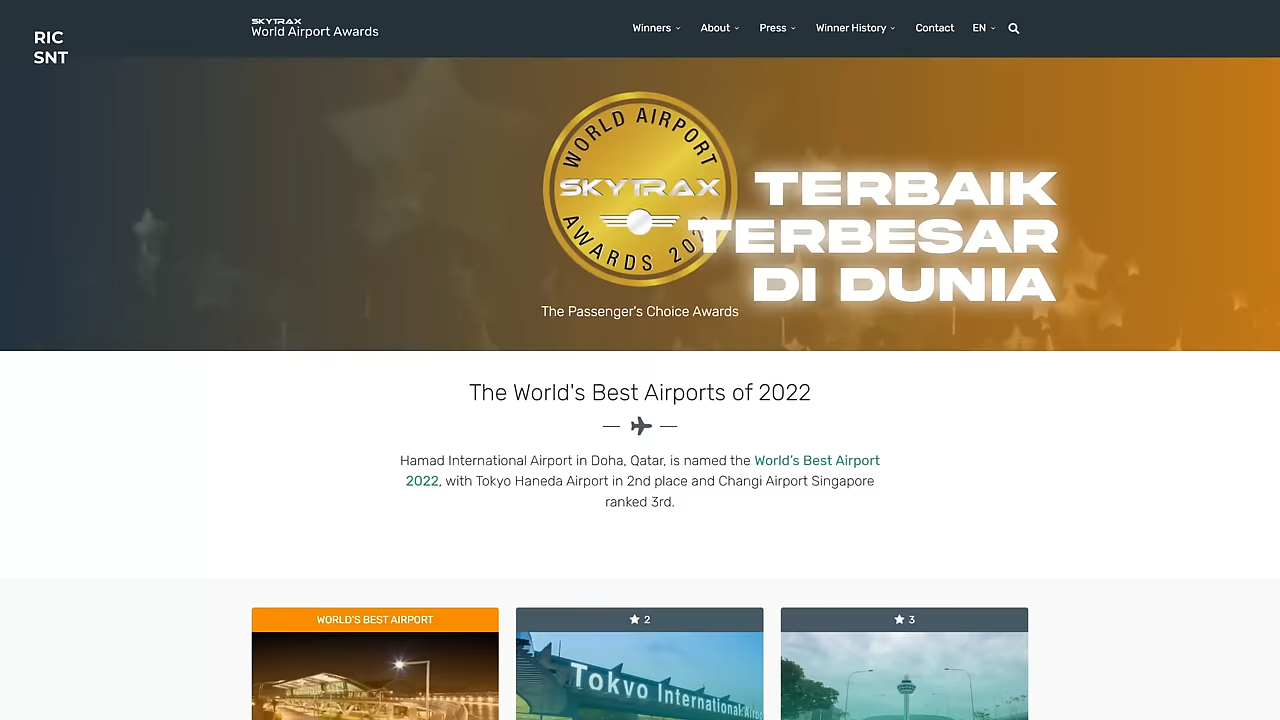 RIC
SNT
SKYTRAX
World Airport Awards
Winners
About
Press
Winner History
Contact
EN
WORLD AIRPORT
SKYTRAX
AWARDS 202
TERBAIK
TERBESAR
DI DUNIA
The Passenger's Choice Awards
The World's Best Airports of 2022
Hamad International Airport in Doha, Qatar, is named the World's Best Airport
2022, with Tokyo Haneda Airport in 2nd place and Changi Airport Singapore
ranked 3rd.
WORLD'S BEST AIRPORT
2
3
Tokyo International Airpo